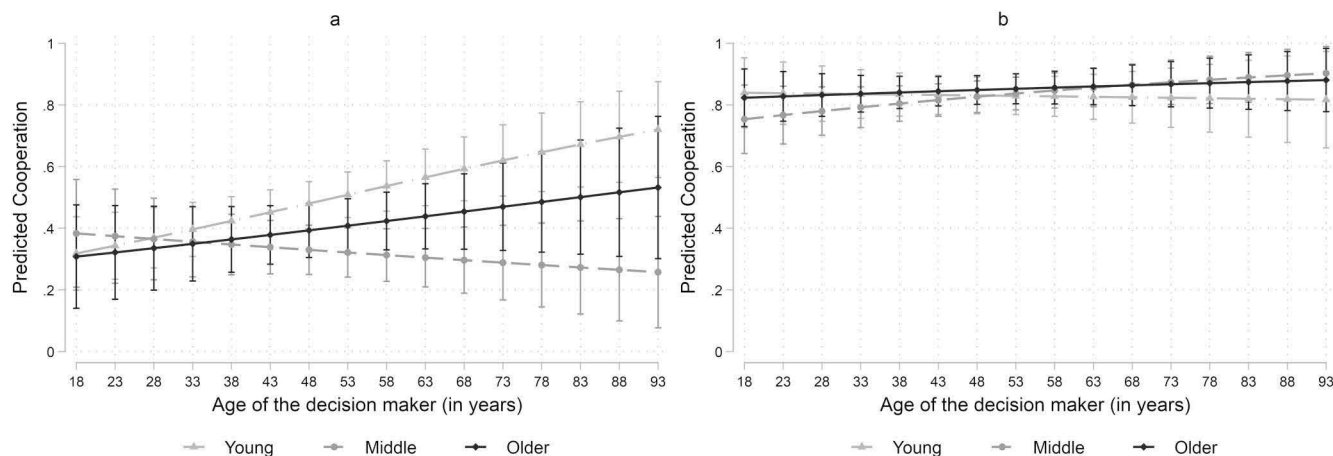 a
Predicted Cooperation
1
.8
.6
.4
.2
0
18 23 28 33 38 43 48 53 58 63 68 73 78 83 88 93
Age of the decision maker (in years)
Young Middle Older
b
Predicted Cooperation
1
.8
.6
.4
.2
0
18 23 28 33 38 43 48 53 58 63 68 73 78 83 88 93
Age of the decision maker (in years)
Young Middle Older